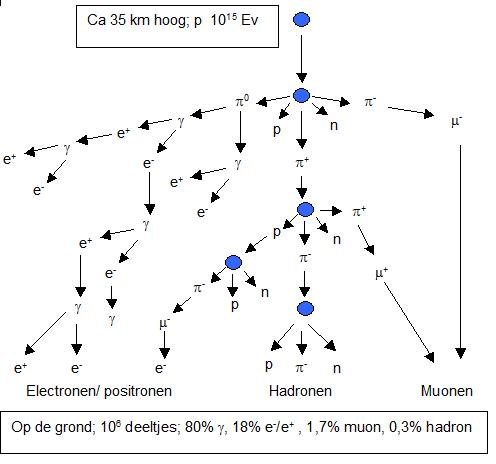 Ca 35 km hoog; p 10¹⁵ Ev
π⁰ π⁻
γ p n μ⁻
e⁺
e⁺ γ e⁻ γ π⁺
e⁺
e⁻ e⁻
γ p π⁺
e⁺ n
π⁻
e⁻ μ⁺
π⁻ p n
γ γ μ⁻
e⁺ e⁻ e⁻ p π⁻ n
Electronen/ positronen Hadronen Muonen
Op de grond; 10⁶ deeltjes; 80% γ, 18% e⁻/e⁺ , 1,7% muon, 0,3% hadron